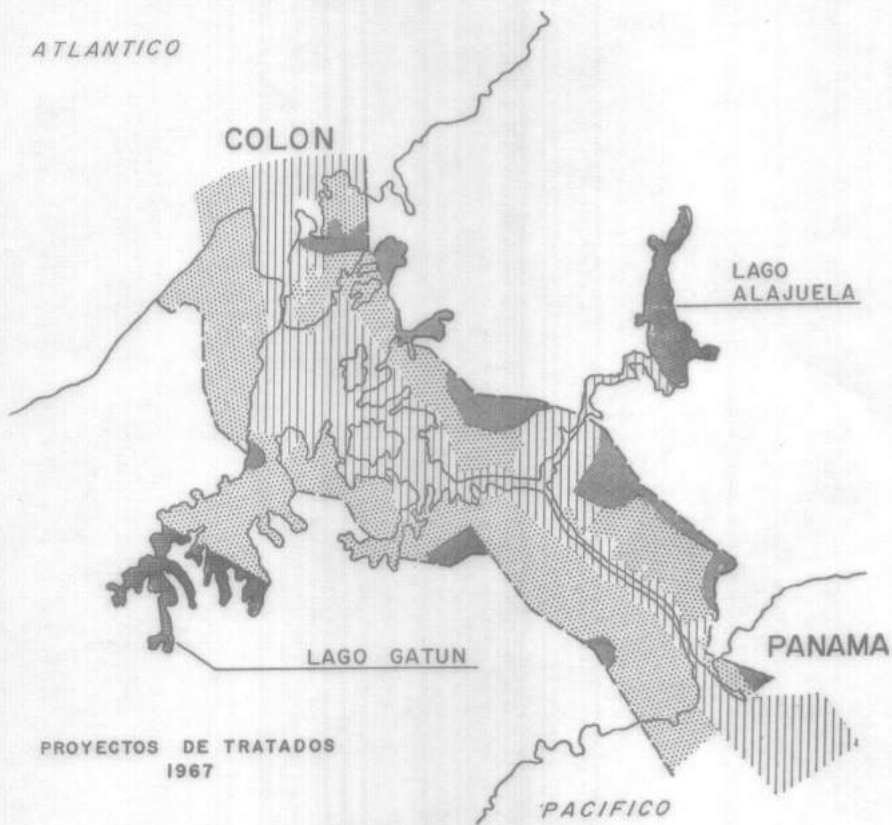 ATLANTICO
COLON
LAGO
ALAJUELA
LAGO GATUN
PANAMA
PROYECTOS DE TRATADOS
1967
PACIFICO